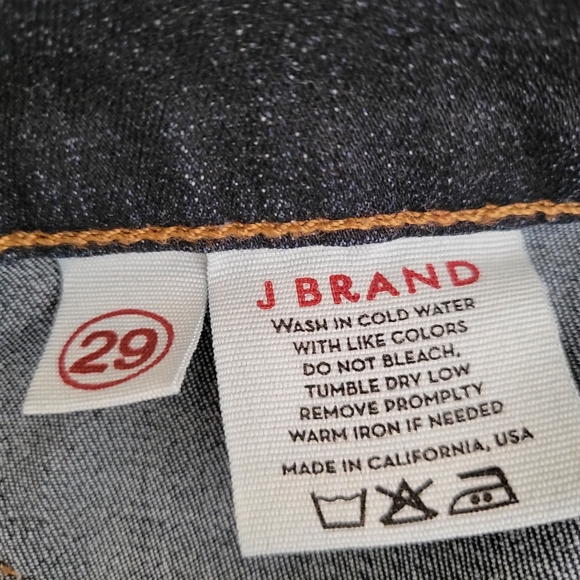 29
J BRAND
WASH IN COLD WATER
WITH LIKE COLORS
DO NOT BLEACH,
TUMBLE DRY LOW
REMOVE PROMPLTY
WARM IRON IF NEEDED
MADE IN CALIFORNIA, USA